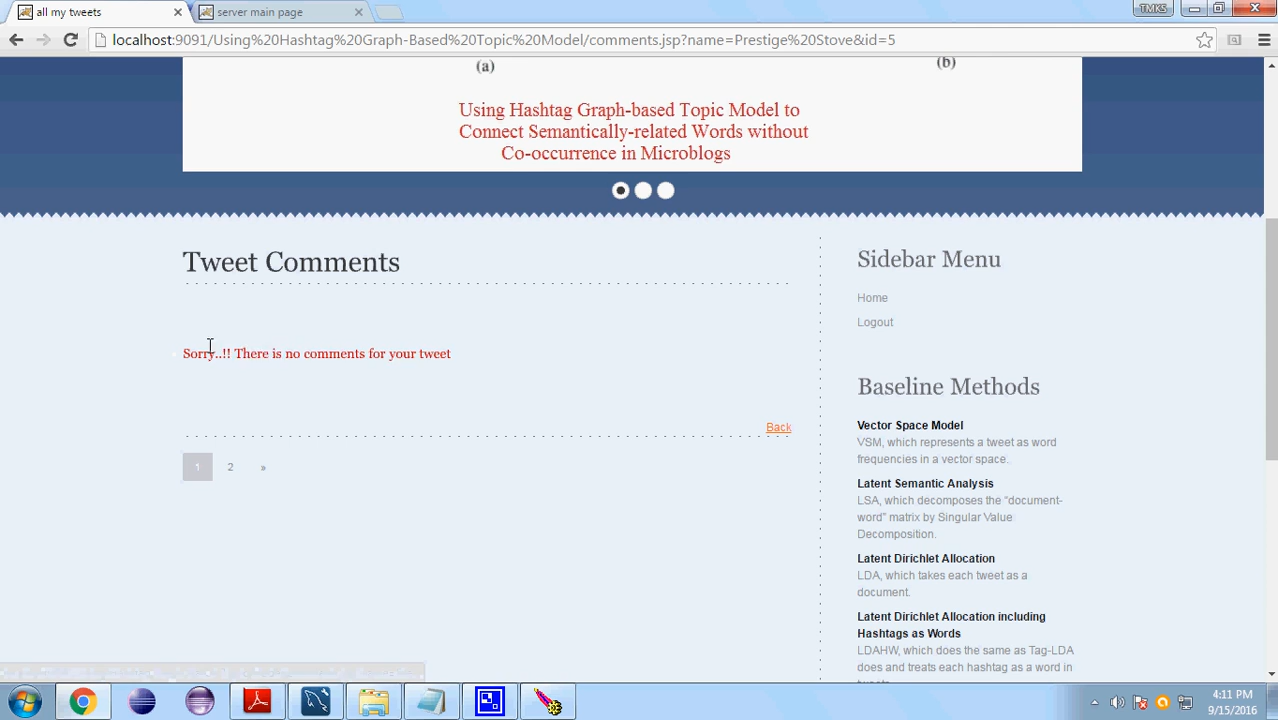 all my tweets
server main page
TMKS
localhost:9091/Using%20Hashtag%20Graph-Based%20Topic%20Model/comments.jsp?name=Prestige%20Stove&id=5
(a)
(b)
Using Hashtag Graph-based Topic Model to
Connect Semantically-related Words without
Co-occurrence in Microblogs
Tweet Comments
Sorry..!! There is no comments for your tweet
Back
1 2 »
Sidebar Menu
Home
Logout
Baseline Methods
Vector Space Model
VSM, which represents a tweet as word
frequencies in a vector space.
Latent Semantic Analysis
LSA, which decomposes the "document-
word" matrix by Singular Value
Decomposition.
Latent Dirichlet Allocation
LDA, which takes each tweet as a
document.
Latent Dirichlet Allocation including
Hashtags as Words
LDAHW, which does the same as Tag-LDA
does and treats each hashtag as a word in
4:11 PM
9/15/2016